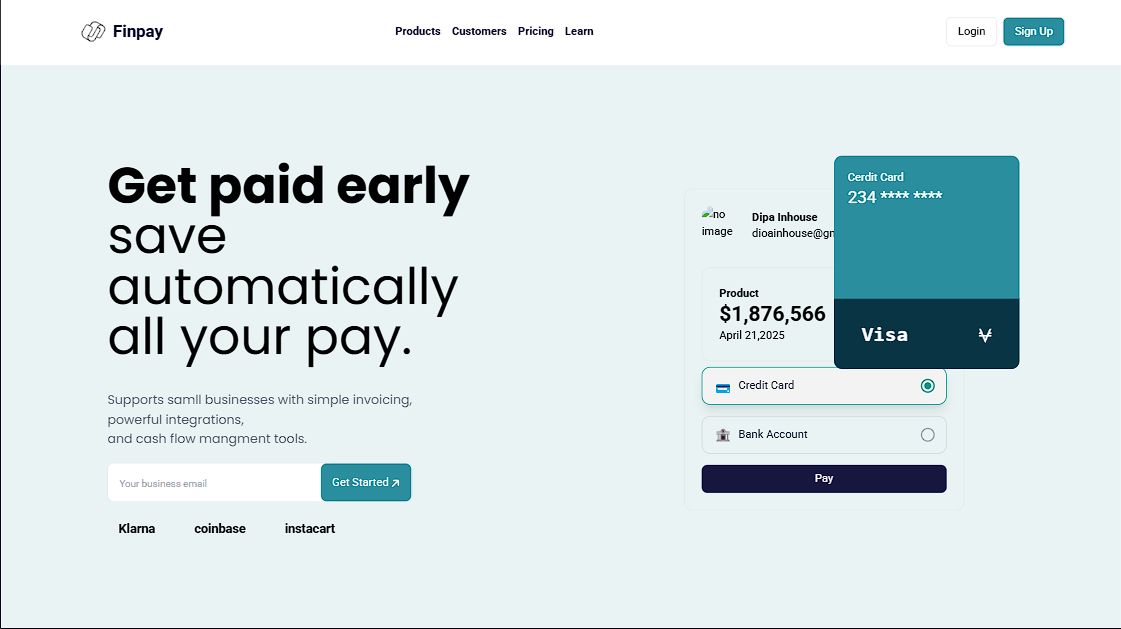 Finpay
Products Customers Pricing Learn
Login
Sign Up
Get paid early
save
automatically
all your pay.
Supports samll businesses with simple invoicing,
powerful integrations,
and cash flow mangment tools.
Your business email
Get Started
Klarna coinbase instacart
no
image
Dipa Inhouse
dioainhouse@gm
Product
$1,876,566
April 21,2025
Cerdit Card
234 **** ****
Visa
Credit Card
Bank Account
Pay